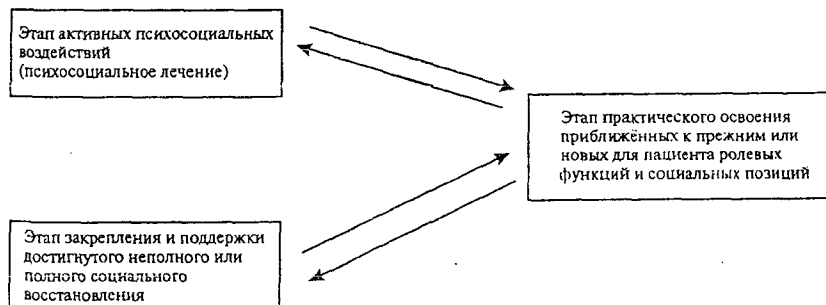 Этап активных психосоциальных
воздействий
(психосоциальное лечение)
Этап практического освоения
приближённых к прежним или
новых для пациента ролевых
функций и социальных позиций
Этап закрепления и поддержки
достигнутого неполного или
полного социального
восстановления